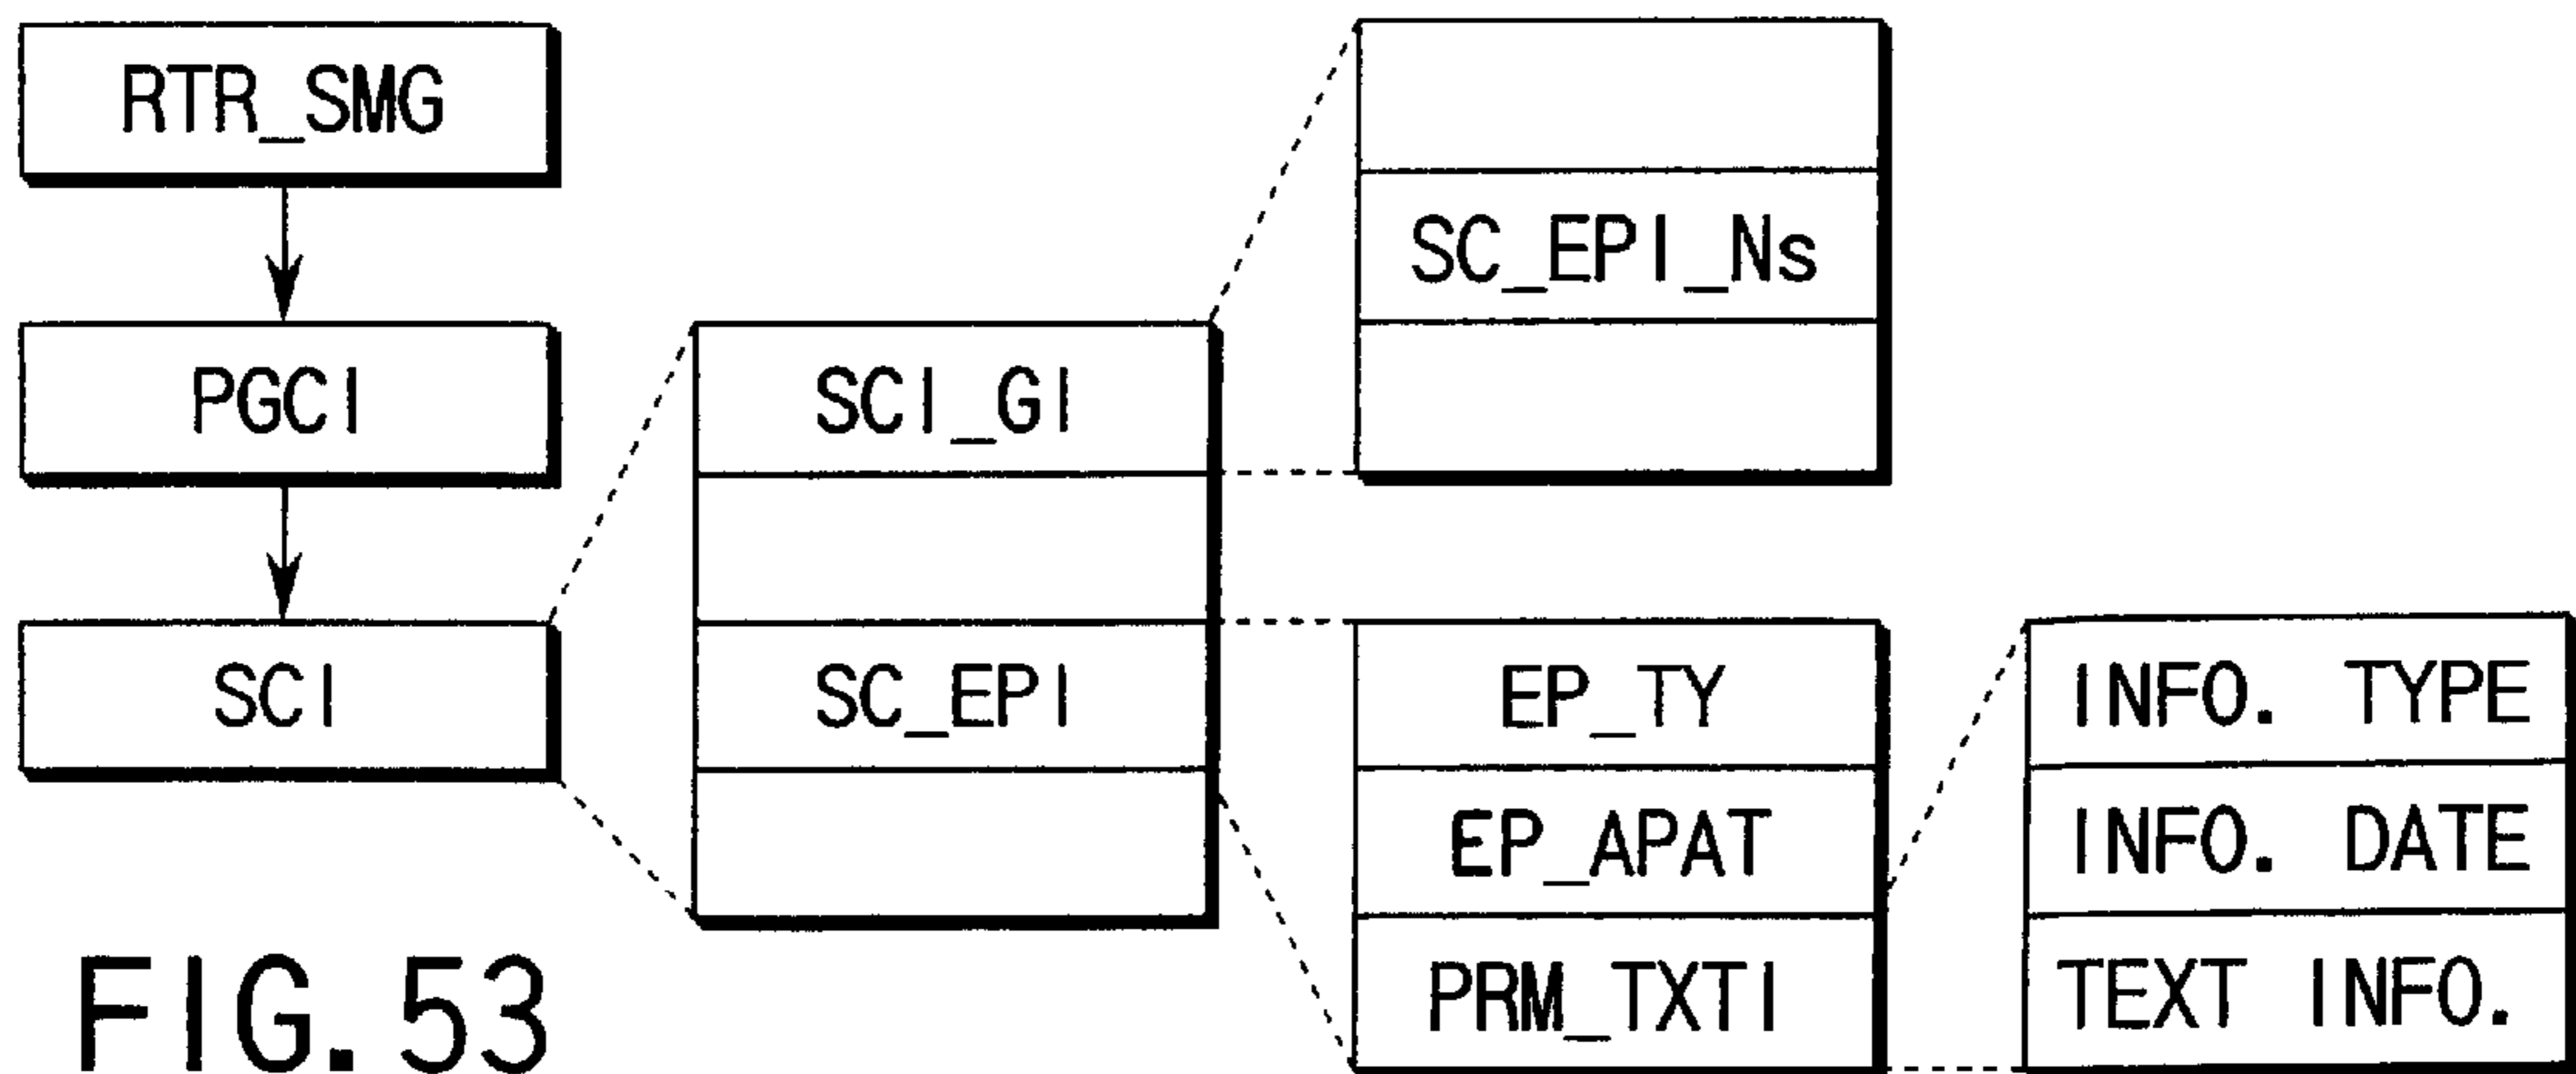 RTR_SMG
PGCI
SCI
SCI_GI
SC_EPI
SC_EPI_Ns
EP_TY
EP_APAT
PRM_TXTI
INFO. TYPE
INFO. DATE
TEXT INFO.
FIG. 53